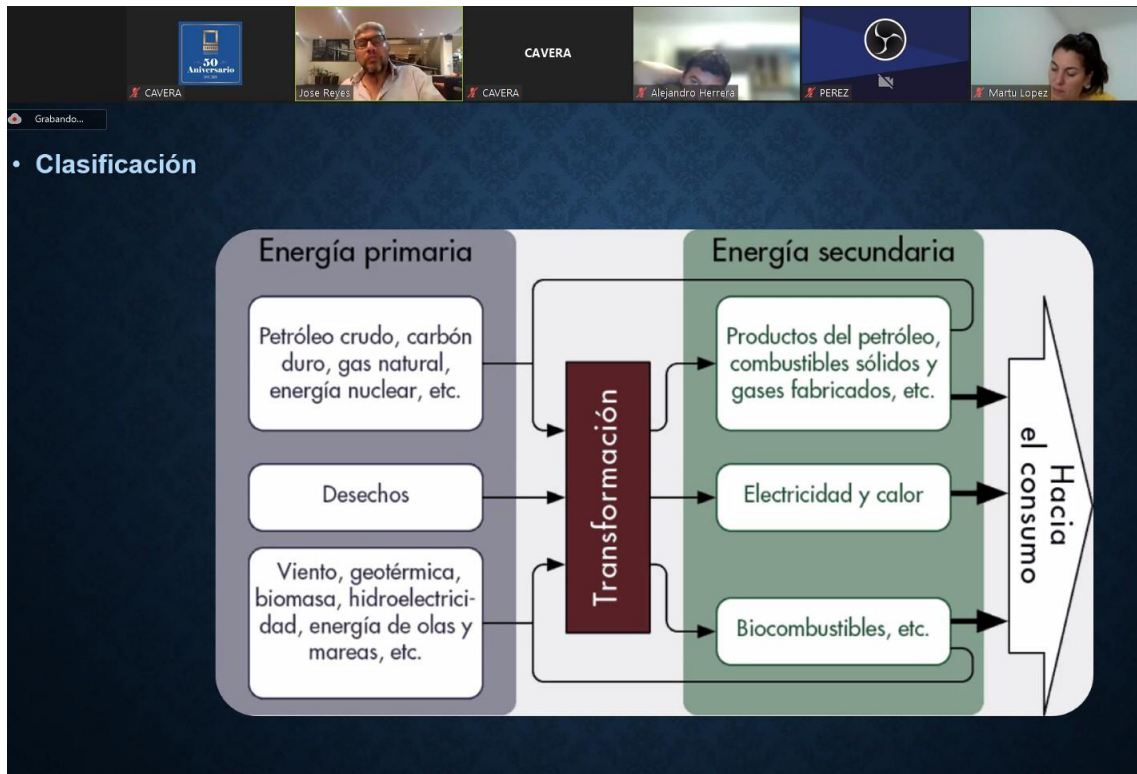 50
Aniversario
CAVERA
Jose Reyes
CAVERA
CAVERA
Alejandro Herrera
PEREZ
Martu Lopez
Grabando...
• Clasificación
Energía primaria
Petróleo crudo, carbón
duro, gas natural,
energía nuclear, etc.
Desechos
Viento, geotérmica,
biomasa, hidroelectrici-
dad, energía de olas y
mareas, etc.
Transformación
Energía secundaria
Productos del petróleo,
combustibles sólidos y
gases fabricados, etc.
Electricidad y calor
Biocombustibles, etc.
Hacia
el consumo